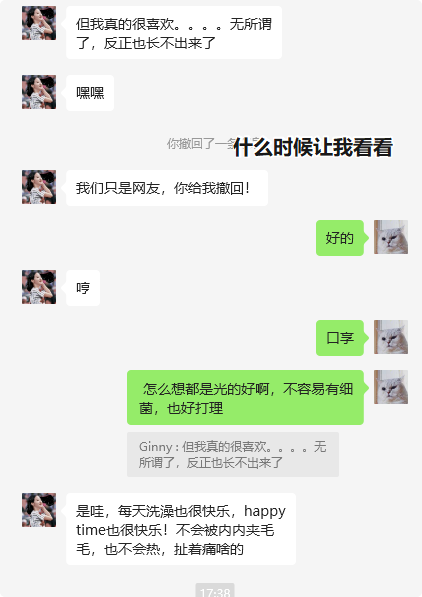 但我真的很喜欢。。。。无所谓
了，反正也长不出来了
嘿嘿
你撤回了一条
什么时候让我看看
我们只是网友，你给我撤回！
好的
哼
口享
怎么想都是光的好啊，不容易有细
菌，也好打理
Ginny : 但我真的很喜欢。。。。无
所谓了，反正也长不出来了
是哇，每天洗澡也很快乐，happy
time也很快乐！不会被内内夹毛
毛，也不会热，扯着痛啥的
17:38